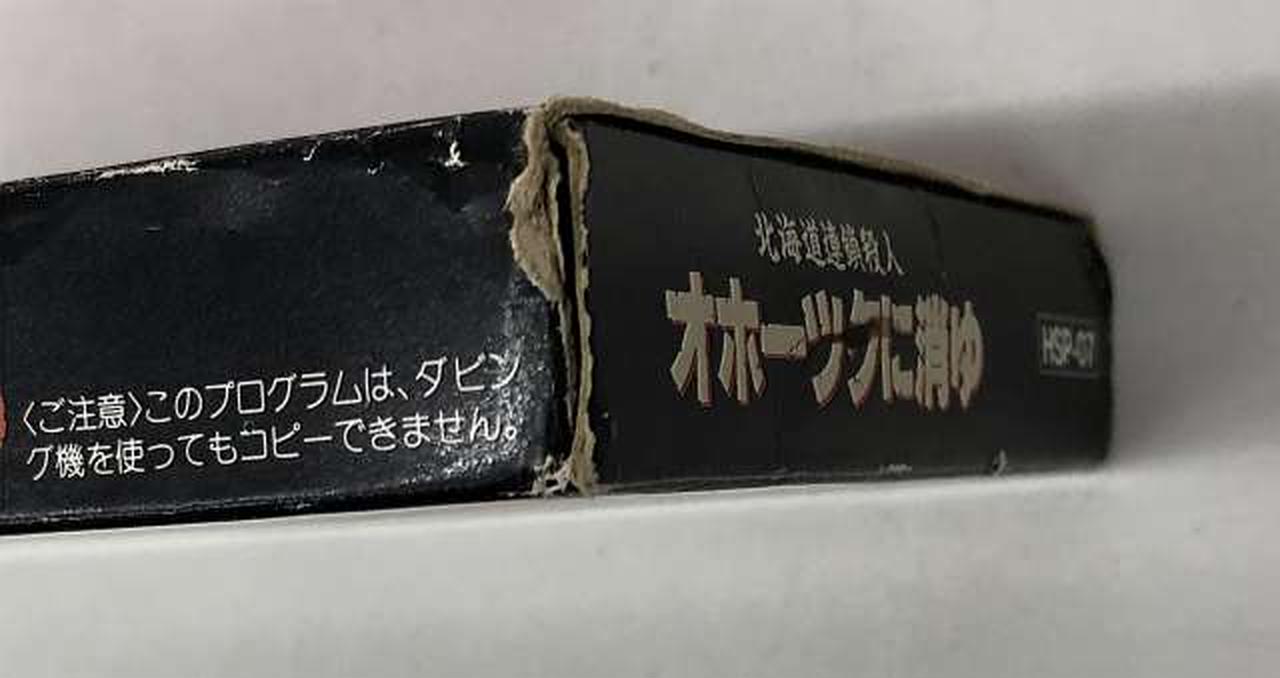 〈ご注意〉このプログラムは、ダビン
グ機を使ってもコピーできません。
北海道連鎖殺人
オホーツクに消ゆ
HSP-07